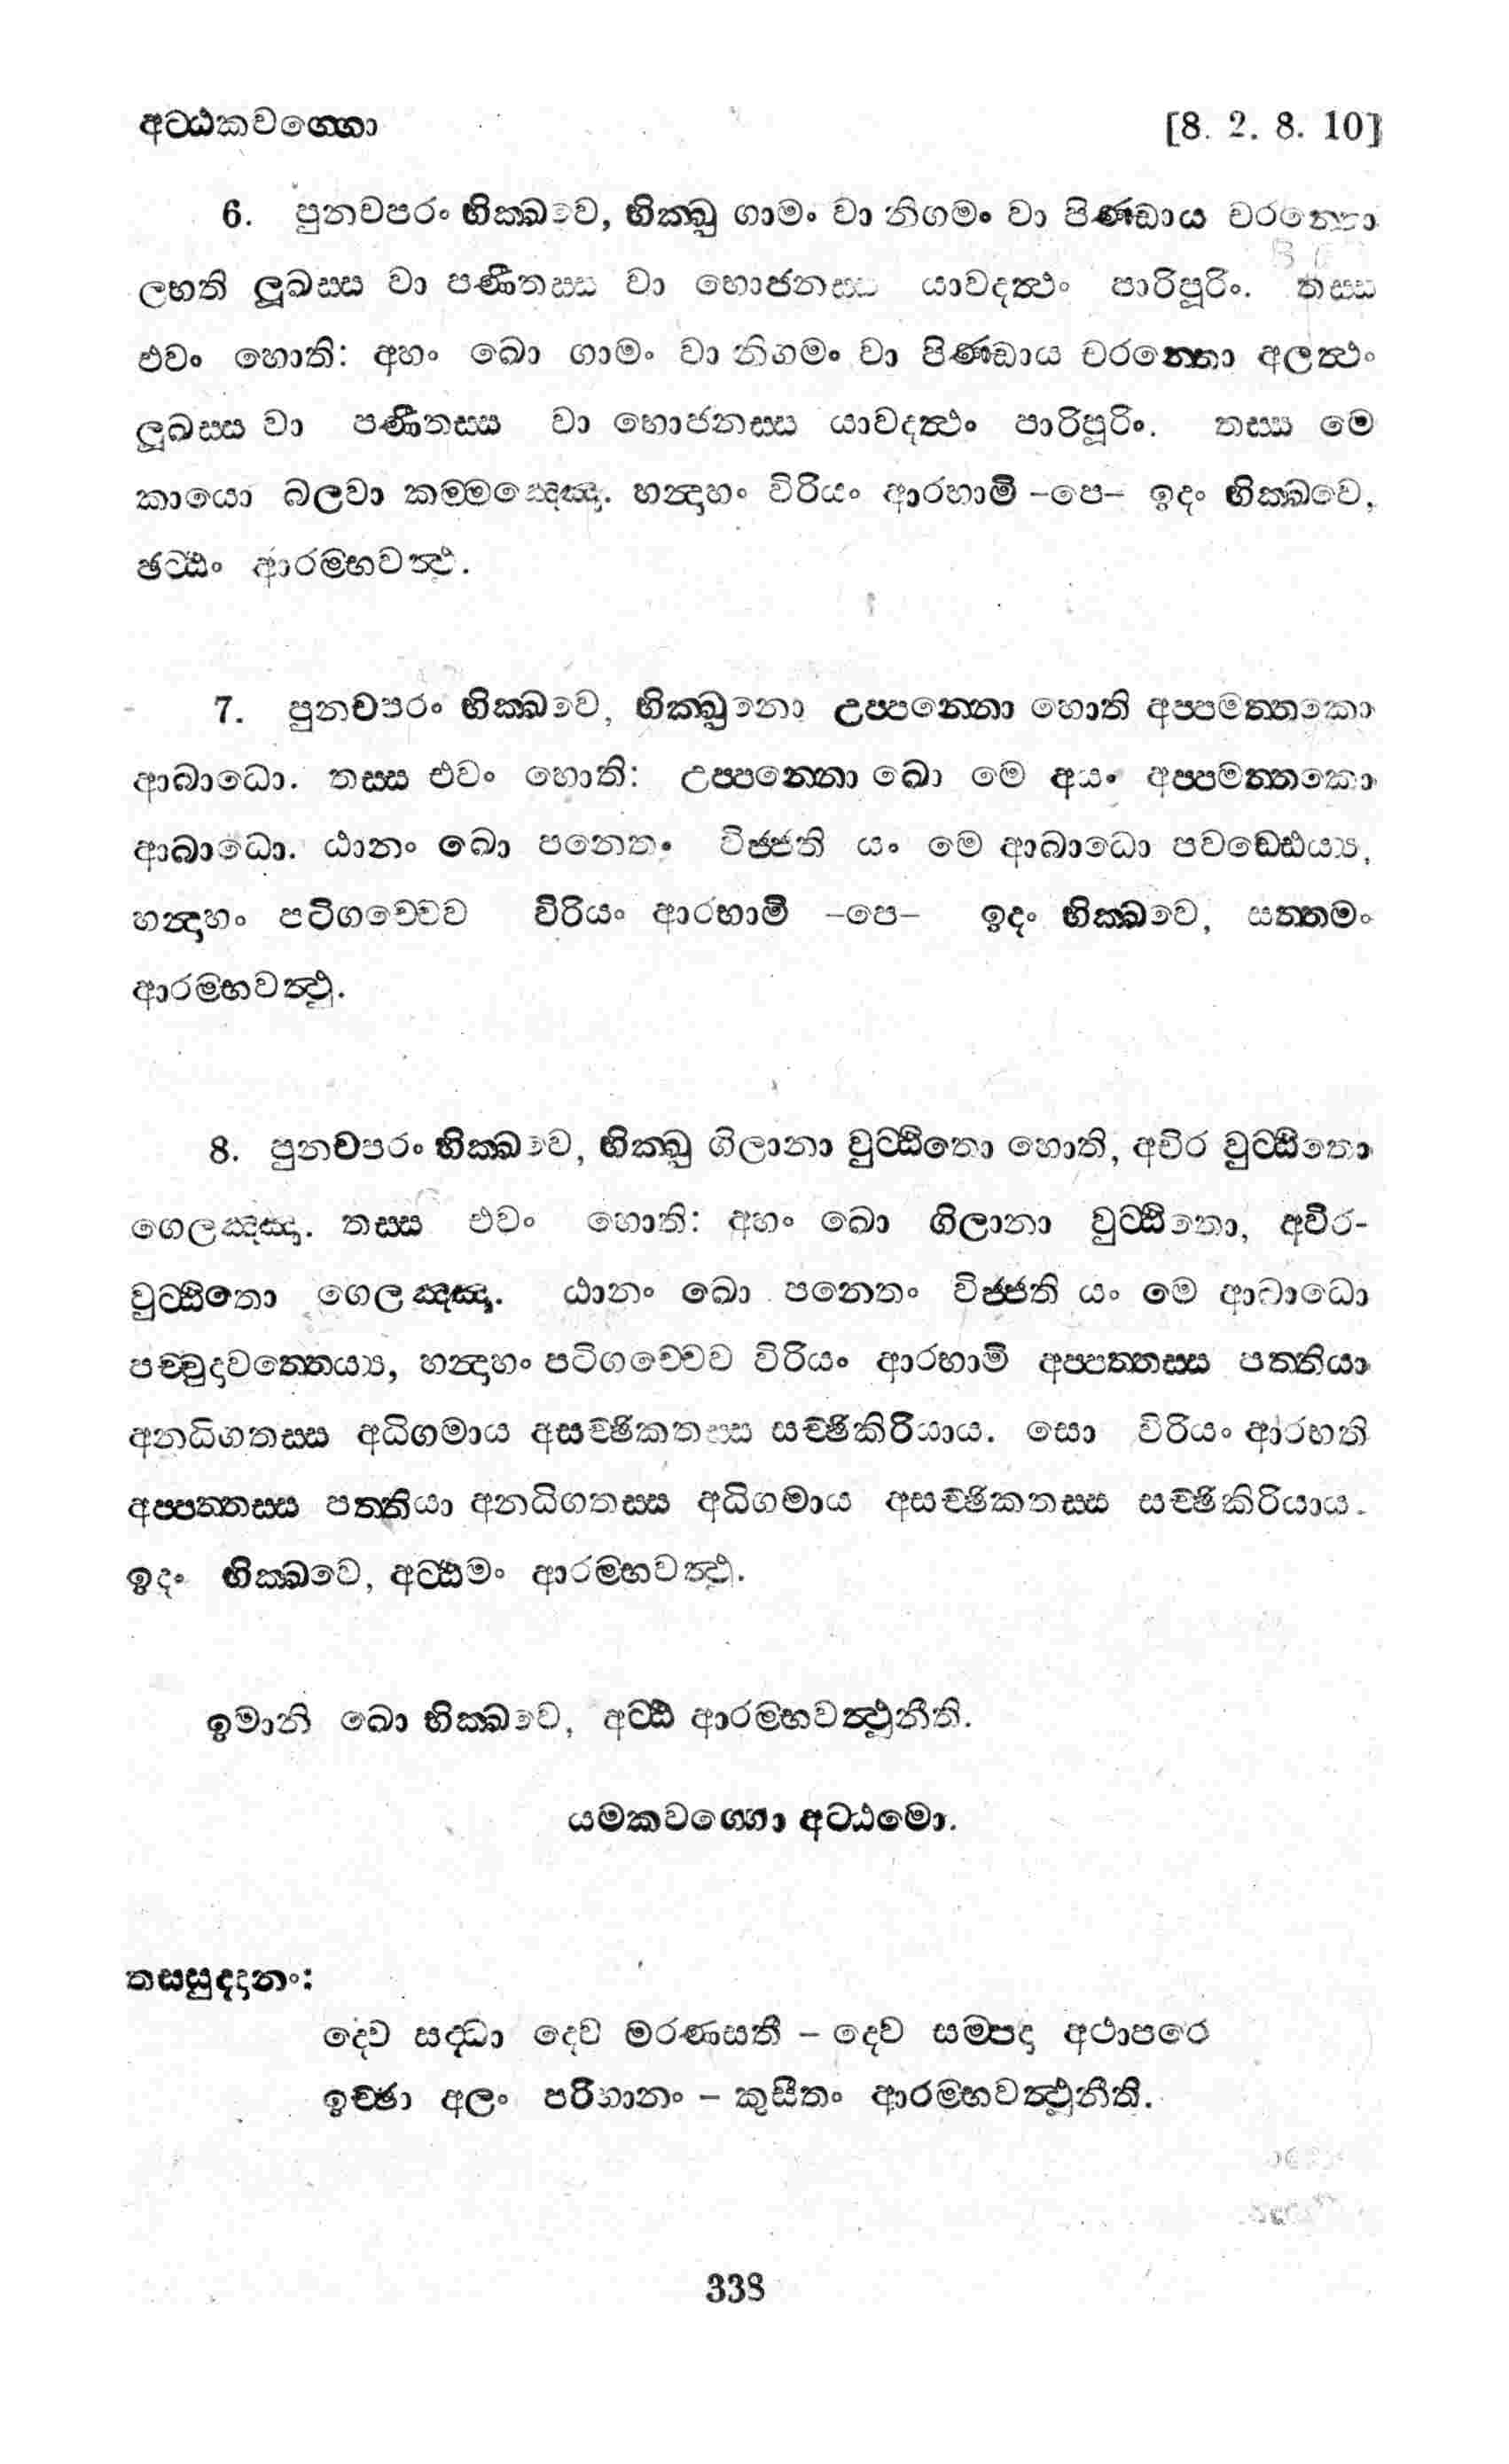 අට්ඨකවග්ගො [8. 2. 8. 10]
6. පුනචපරං භික්ඛවෙ, භික්ඛු ගාමං වා නිගමං වා පිණ්ඩාය චරන්තො
ලභති ලූඛස්ස වා පණීතස්ස වා භොජනස්ස යාවදත්ථං පාරිපූරිං. තස්ස
එවං හොති: අහං ඛො ගාමං වා නිගමං වා පිණ්ඩාය චරන්තො අලත්ථං
ලූඛස්ස වා පණීතස්ස වා භොජනස්ස යාවදත්ථං පාරිපූරිං. තස්ස මෙ
කායො බලවා කම්මඤ්ඤො. හන්දාහං විරියං ආරභාමි –පෙ– ඉදං භික්ඛවෙ,
ඡට්ඨං ආරම්භවත්ථු.
7. පුනචපරං භික්ඛවෙ, භික්ඛුනො උප්පන්නො හොති අප්පමත්තකො
ආබාධො. තස්ස එවං හොති: උප්පන්නො ඛො මෙ අයං අප්පමත්තකො
ආබාධො. ඨානං ඛො පනෙතං විජ්ජති යං මෙ ආබාධො පවඩ්ඪෙය්‍ය,
හන්දාහං පටිගච්චෙව විරියං ආරභාමි –පෙ– ඉදං භික්ඛවෙ, සත්තමං
ආරම්භවත්ථු.
8. පුනචපරං භික්ඛවෙ, භික්ඛු ගිලානා වුට්ඨිතො හොති, අචිර වුට්ඨිතො
ගෙලඤ්ඤා. තස්ස එවං හොති: අහං ඛො ගිලානා වුට්ඨිතො, අචිර-
වුට්ඨිතො ගෙලඤ්ඤා. ඨානං ඛො පනෙතං විජ්ජති යං මෙ ආබාධො
පච්චුදාවත්තෙය්‍ය, හන්දාහං පටිගච්චෙව විරියං ආරභාමි අප්පත්තස්ස පත්තියා
අනධිගතස්ස අධිගමාය අසච්ඡිකතස්ස සච්ඡිකිරියාය. සො විරියං ආරභති
අප්පත්තස්ස පත්තියා අනධිගතස්ස අධිගමාය අසච්ඡිකතස්ස සච්ඡිකිරියාය.
ඉදං භික්ඛවෙ, අට්ඨමං ආරම්භවත්ථු.
ඉමානි ඛො භික්ඛවෙ, අට්ඨ ආරම්භවත්ථූනීති.
යමකවග්ගො අට්ඨමො.
තස්සුද්දානං:
ද්වෙ සද්ධා ද්වෙ මරණසතී – ද්වෙ සම්පදා අථාපරෙ
ඉච්ඡා අලං පරිහානං – කුසීතං ආරම්භවත්ථූනීති.
338